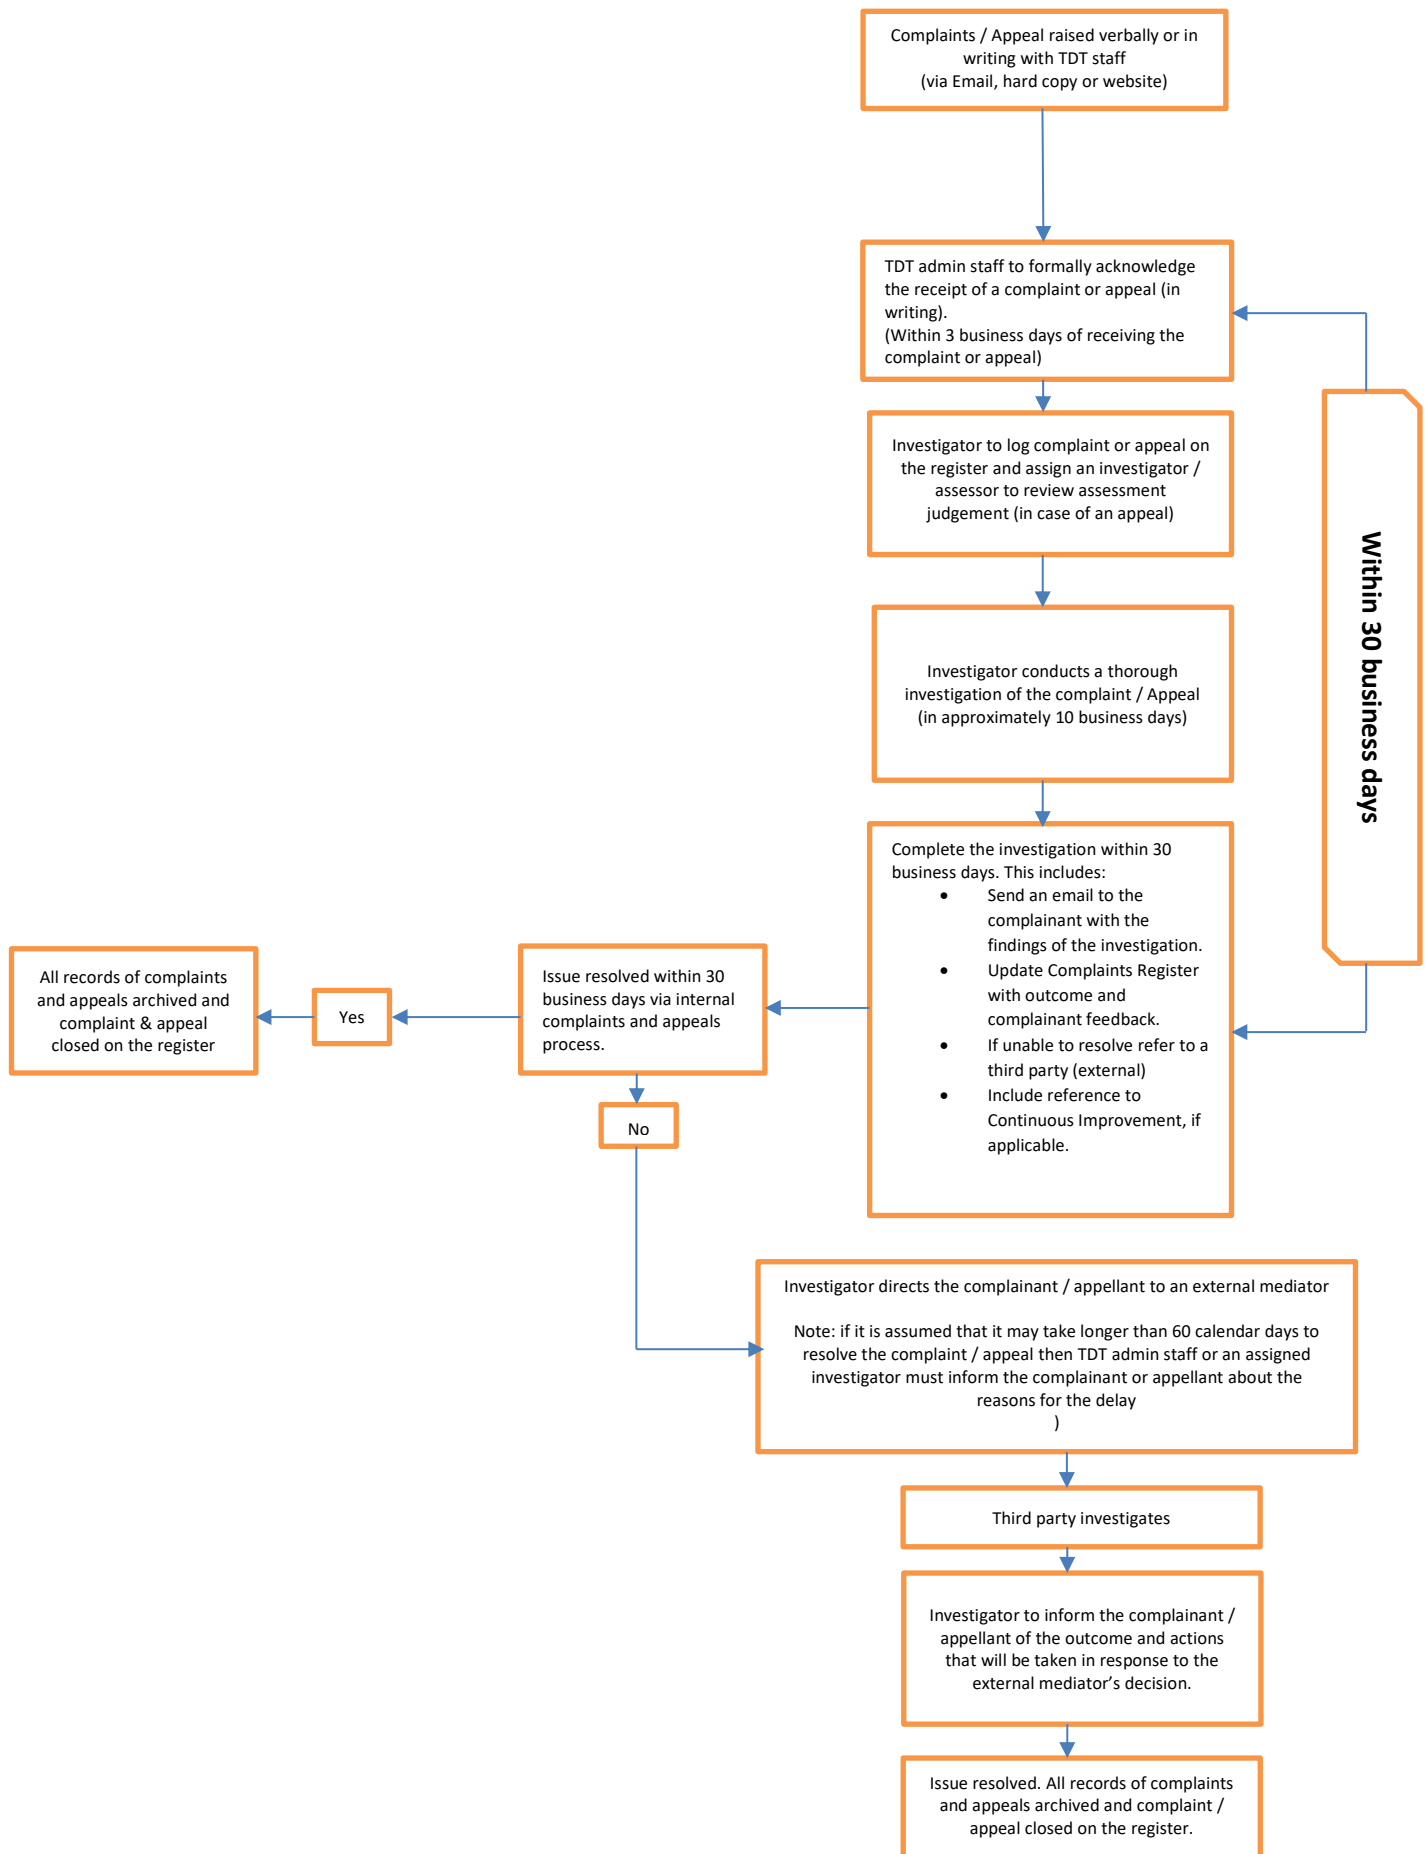 Complaints / Appeal raised verbally or in
writing with TDT staff
(via Email, hard copy or website)
TDT admin staff to formally acknowledge
the receipt of a complaint or appeal (in
writing).
(Within 3 business days of receiving the
complaint or appeal)
Investigator to log complaint or appeal on
the register and assign an investigator /
assessor to review assessment
judgement (in case of an appeal)
Within 30 business days
Investigator conducts a thorough
investigation of the complaint / Appeal
(in approximately 10 business days)
Complete the investigation within 30
business days. This includes:
• Send an email to the
complainant with the
findings of the investigation.
• Update Complaints Register
with outcome and
complainant feedback.
• If unable to resolve refer to a
third party (external)
• Include reference to
Continuous Improvement, if
applicable.
Issue resolved within 30
business days via internal
complaints and appeals
process.
Yes
All records of complaints
and appeals archived and
complaint & appeal
closed on the register
No
Investigator directs the complainant / appellant to an external mediator
Note: if it is assumed that it may take longer than 60 calendar days to
resolve the complaint / appeal then TDT admin staff or an assigned
investigator must inform the complainant or appellant about the
reasons for the delay
)
Third party investigates
Investigator to inform the complainant /
appellant of the outcome and actions
that will be taken in response to the
external mediator’s decision.
Issue resolved. All records of complaints
and appeals archived and complaint /
appeal closed on the register.